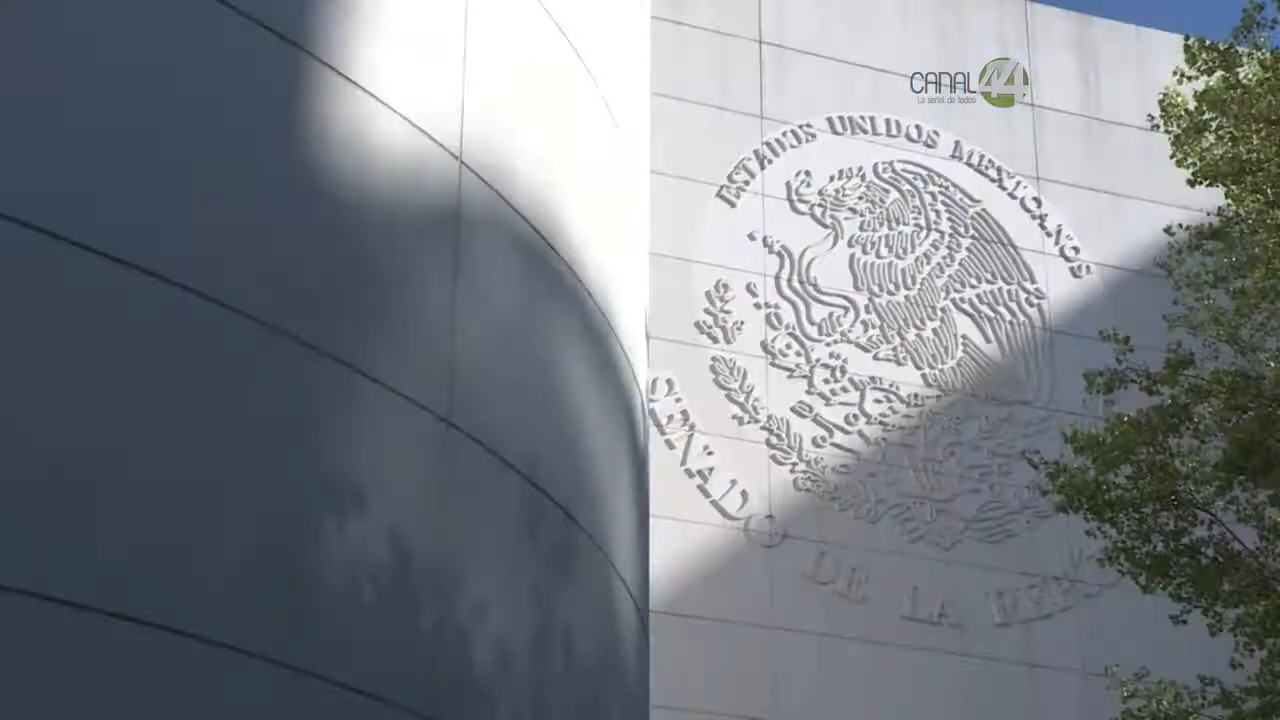 CANAL 44
La señal de todos
ESTADOS UNIDOS MEXICANOS
SENADO DE LA